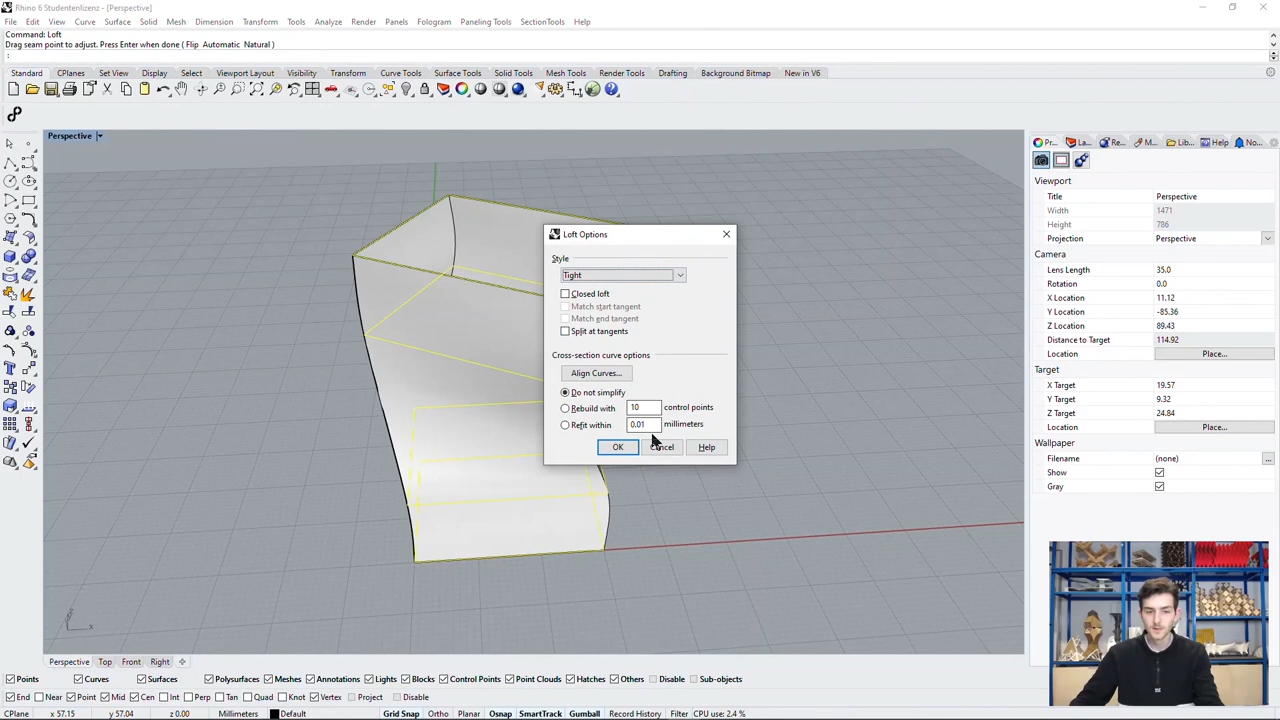 Rhino 6 Studentenlizenz - [Perspective]
File Edit View Curve Surface Solid Mesh Dimension Transform Tools Analyze Render Panels Fologram Paneling Tools SectionTools Help
Command: Loft
Drag seam point to adjust. Press Enter when done ( Flip Automatic Natural )
:
Standard CPlanes Set View Display Select Viewport Layout Visibility Transform Curve Tools Surface Tools Solid Tools Mesh Tools Render Tools Drafting Background Bitmap New in V6
Perspective
Pr... La... Re... M... Lib... Help No...
Viewport
Title Perspective
Width 1471
Height 786
Projection Perspective
Camera
Lens Length 35.0
Rotation 0.0
X Location 11.12
Y Location -85.36
Z Location 89.43
Distance to Target 114.92
Location Place...
Target
X Target 19.57
Y Target 9.32
Z Target 24.84
Location Place...
Wallpaper
Filename (none) ...
Show
Gray
Loft Options
Style
Tight
Closed loft
Match start tangent
Match end tangent
Split at tangents
Cross-section curve options
Align Curves...
Do not simplify
Rebuild with 10 control points
Refit within 0.01 millimeters
OK Cancel Help
x
Perspective Top Front Right
Points Curves Surfaces Polysurfaces Meshes Annotations Lights Blocks Control Points Point Clouds Hatches Others Disable Sub-objects
End Near Point Mid Cen Int Perp Tan Quad Knot Vertex Project Disable
CPlane x 57.15 y 57.04 z 0.00 Millimeters Default Grid Snap Ortho Planar Osnap SmartTrack Gumball Record History Filter CPU use: 2.4 %